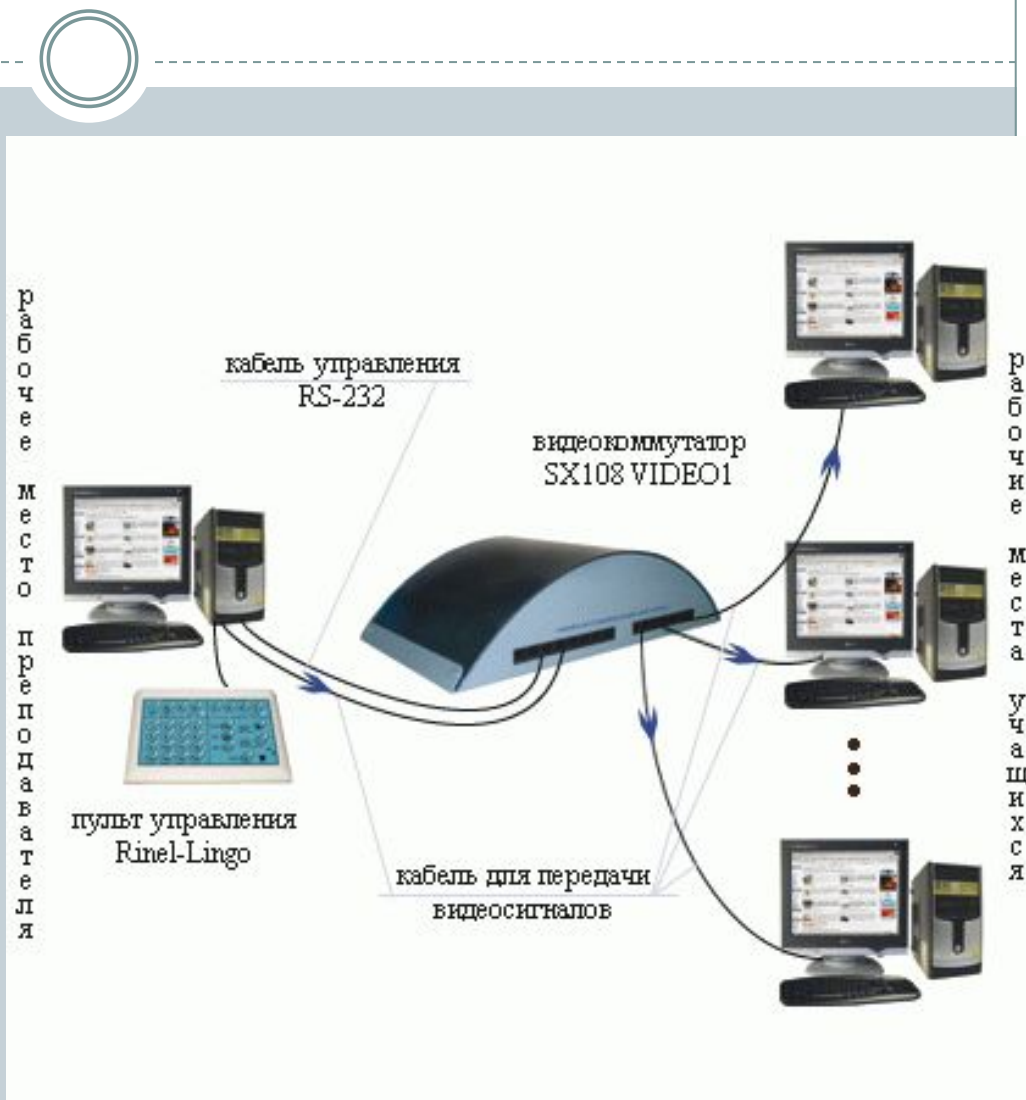 рабочее место преподавателя
кабель управления
RS-232
видеокоммутатор
SX108 VIDEO1
пульт управления
Rinel-Lingo
кабель для передачи
видеосигналов
рабочие места учащихся